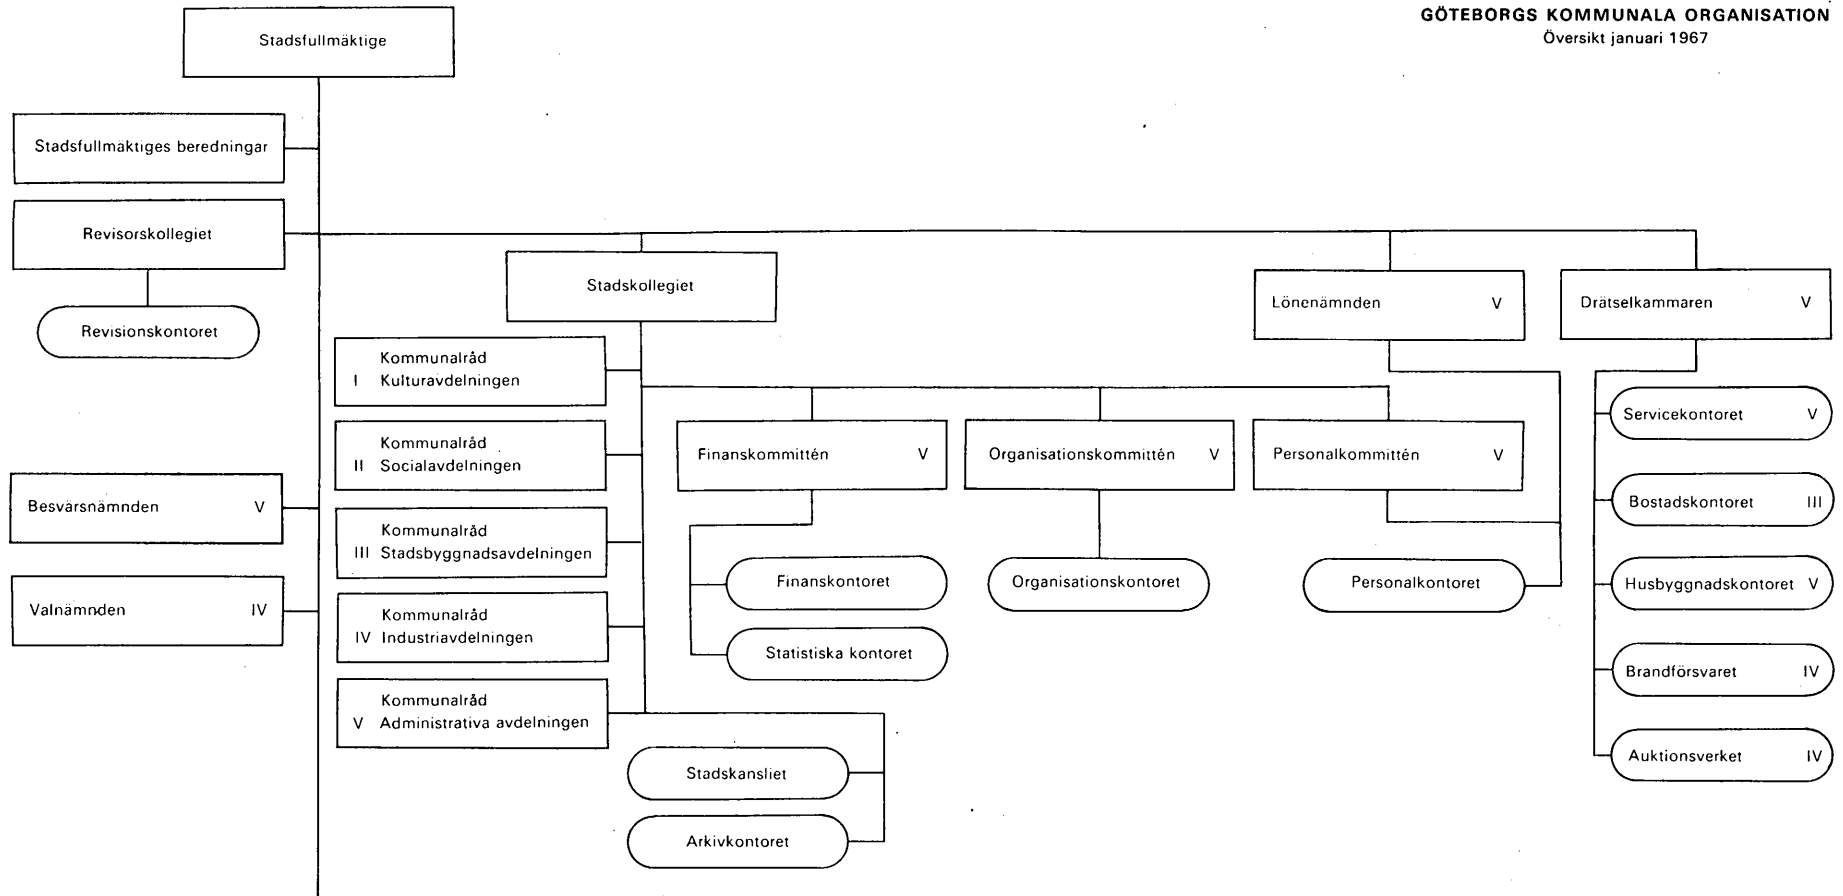 GÖTEBORGS KOMMUNALA ORGANISATION
Översikt januari 1967
Stadsfullmäktige
Stadsfullmäktiges beredningar
Revisorskollegiet
Revisionskontoret
Besvärsnämnden V
Valnämnden IV
Stadskollegiet
Kommunalråd
I Kulturavdelningen
Kommunalråd
II Socialavdelningen
Kommunalråd
III Stadsbyggnadsavdelningen
Kommunalråd
IV Industriavdelningen
Kommunalråd
V Administrativa avdelningen
Stadskansliet
Arkivkontoret
Finanskommittén V
Finanskontoret
Statistiska kontoret
Organisationskommittén V
Organisationskontoret
Personalkommittén V
Personalkontoret
Lönenämnden V
Drätselkammaren V
Servicekontoret V
Bostadskontoret III
Husbyggnadskontoret V
Brandförsvaret IV
Auktionsverket IV